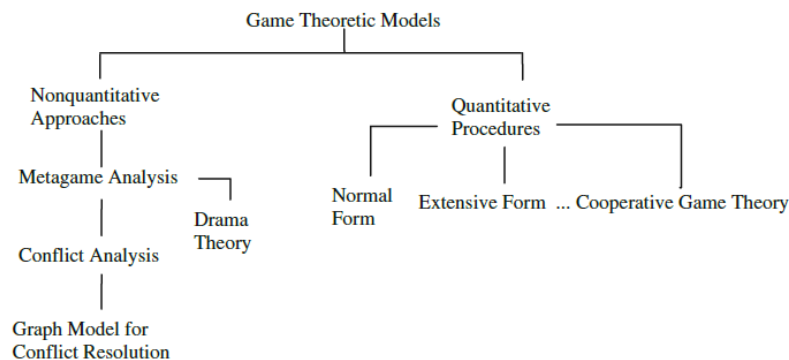 Game Theoretic Models
Nonquantitative
Approaches
Quantitative
Procedures
Metagame Analysis
Drama
Theory
Normal
Form
Extensive Form ... Cooperative Game Theory
Conflict Analysis
Graph Model for
Conflict Resolution